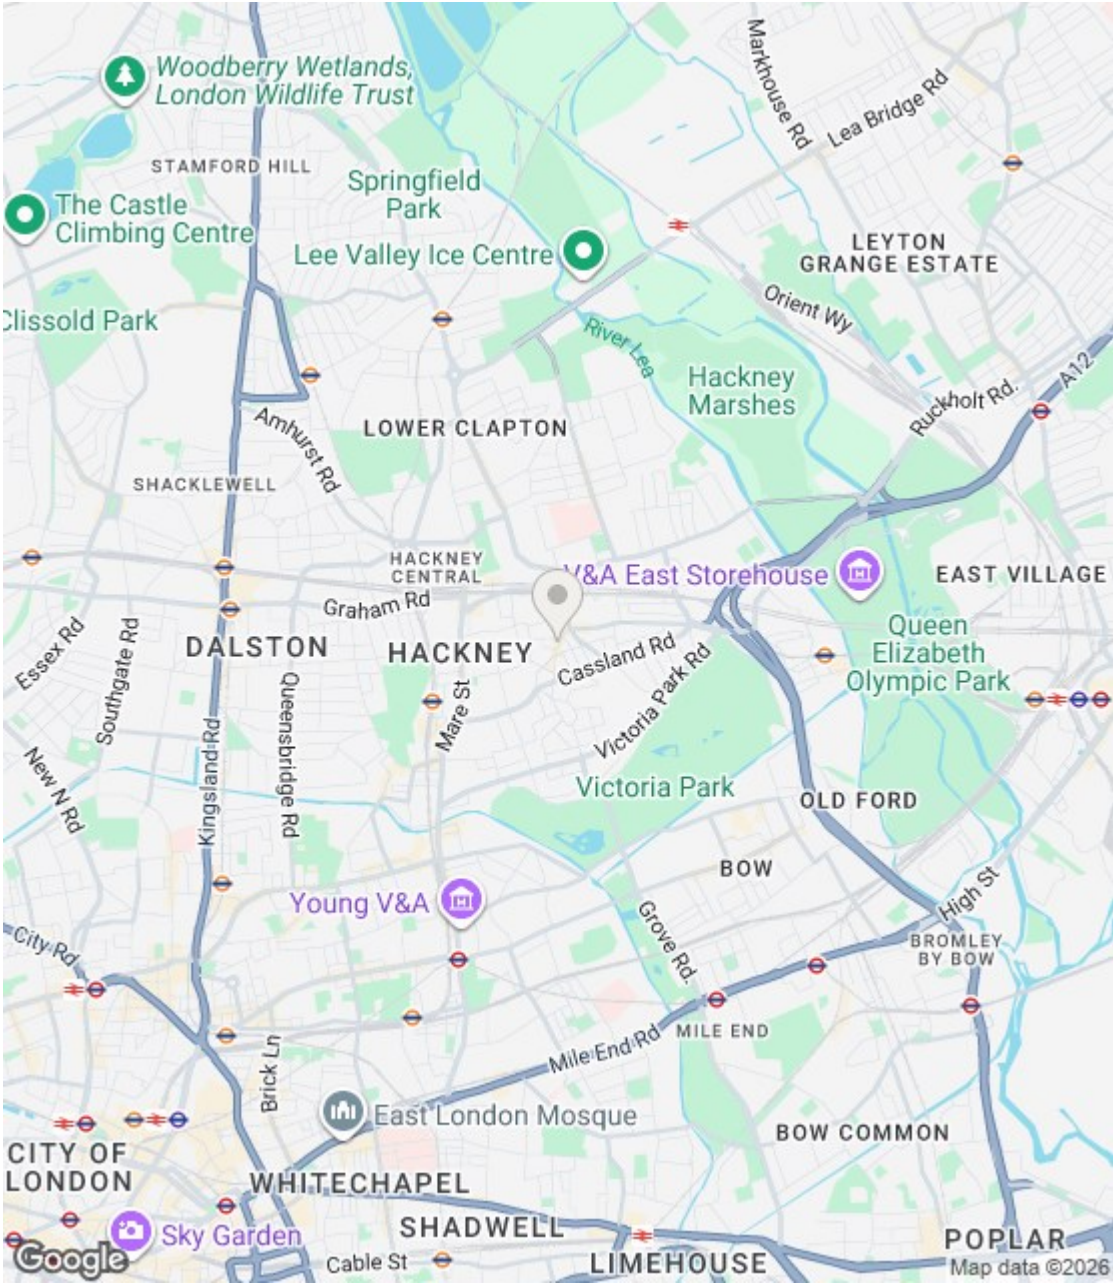 Woodberry Wetlands,
London Wildlife Trust
Markhouse Rd
Lea Bridge Rd
STAMFORD HILL
Springfield
Park
The Castle
Climbing Centre
Lee Valley Ice Centre
LEYTON
GRANGE ESTATE
Orient Wy
Clissold Park
River Lea
Hackney
Marshes
A12
Ruckholt Rd.
Amhurst Rd
LOWER CLAPTON
SHACKLEWELL
HACKNEY
CENTRAL
V&A East Storehouse
EAST VILLAGE
Graham Rd
Essex Rd
Southgate Rd
DALSTON
HACKNEY
Cassland Rd
Queen
Elizabeth
Olympic Park
Queensbridge Rd
Mare St
Victoria Park Rd
New N Rd
Kingsland Rd
Victoria Park
OLD FORD
BOW
Young V&A
High St
Grove Rd.
City Rd
BROMLEY
BY BOW
MILE END
Mile End Rd
Brick Ln
East London Mosque
BOW COMMON
CITY OF
LONDON
WHITECHAPEL
SHADWELL
Sky Garden
POPLAR
Cable St
LIMEHOUSE
Google
Map data ©2026